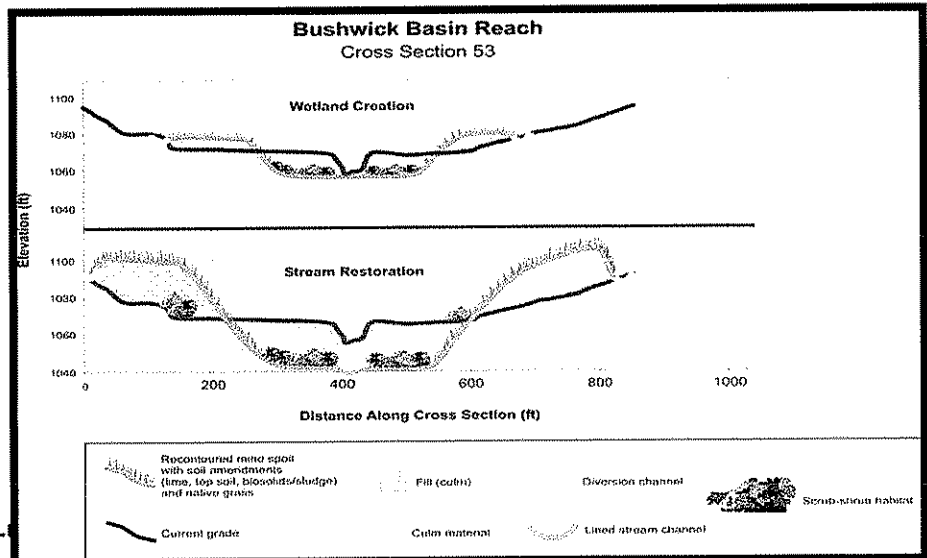 Bushwick Basin Reach
Cross Section 53
Wetland Creation
1100
1080
1060
1040
Elevation (ft)
Stream Restoration
1100
1080
1060
1040
0
200
400
600
800
1000
Distance Along Cross Section (ft)
Recontoured mine spoil
with soil amendments
(lime, top soil, biosolids/sludge)
and native grass
Fill (culm)
Diversion channel
Scrub-shrub habitat
Current grade
Culm material
Lined stream channel